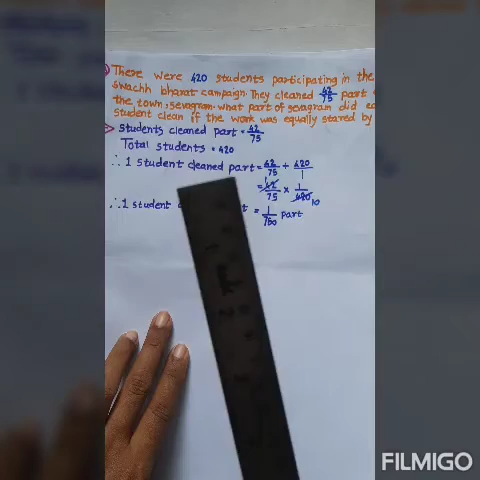 There were 420 students participating in the
swachh bharat campaign. They cleaned 42/75 part
the town, sevagram. what part of sevagram did
student clean if the work was equally shared by
students cleaned part = 42/75
Total students = 420
∴ 1 student cleaned part = 42/75 ÷ 420/1
= 42/75 × 1/420 10
∴ 1 student = 1/750 part
FILMIGO